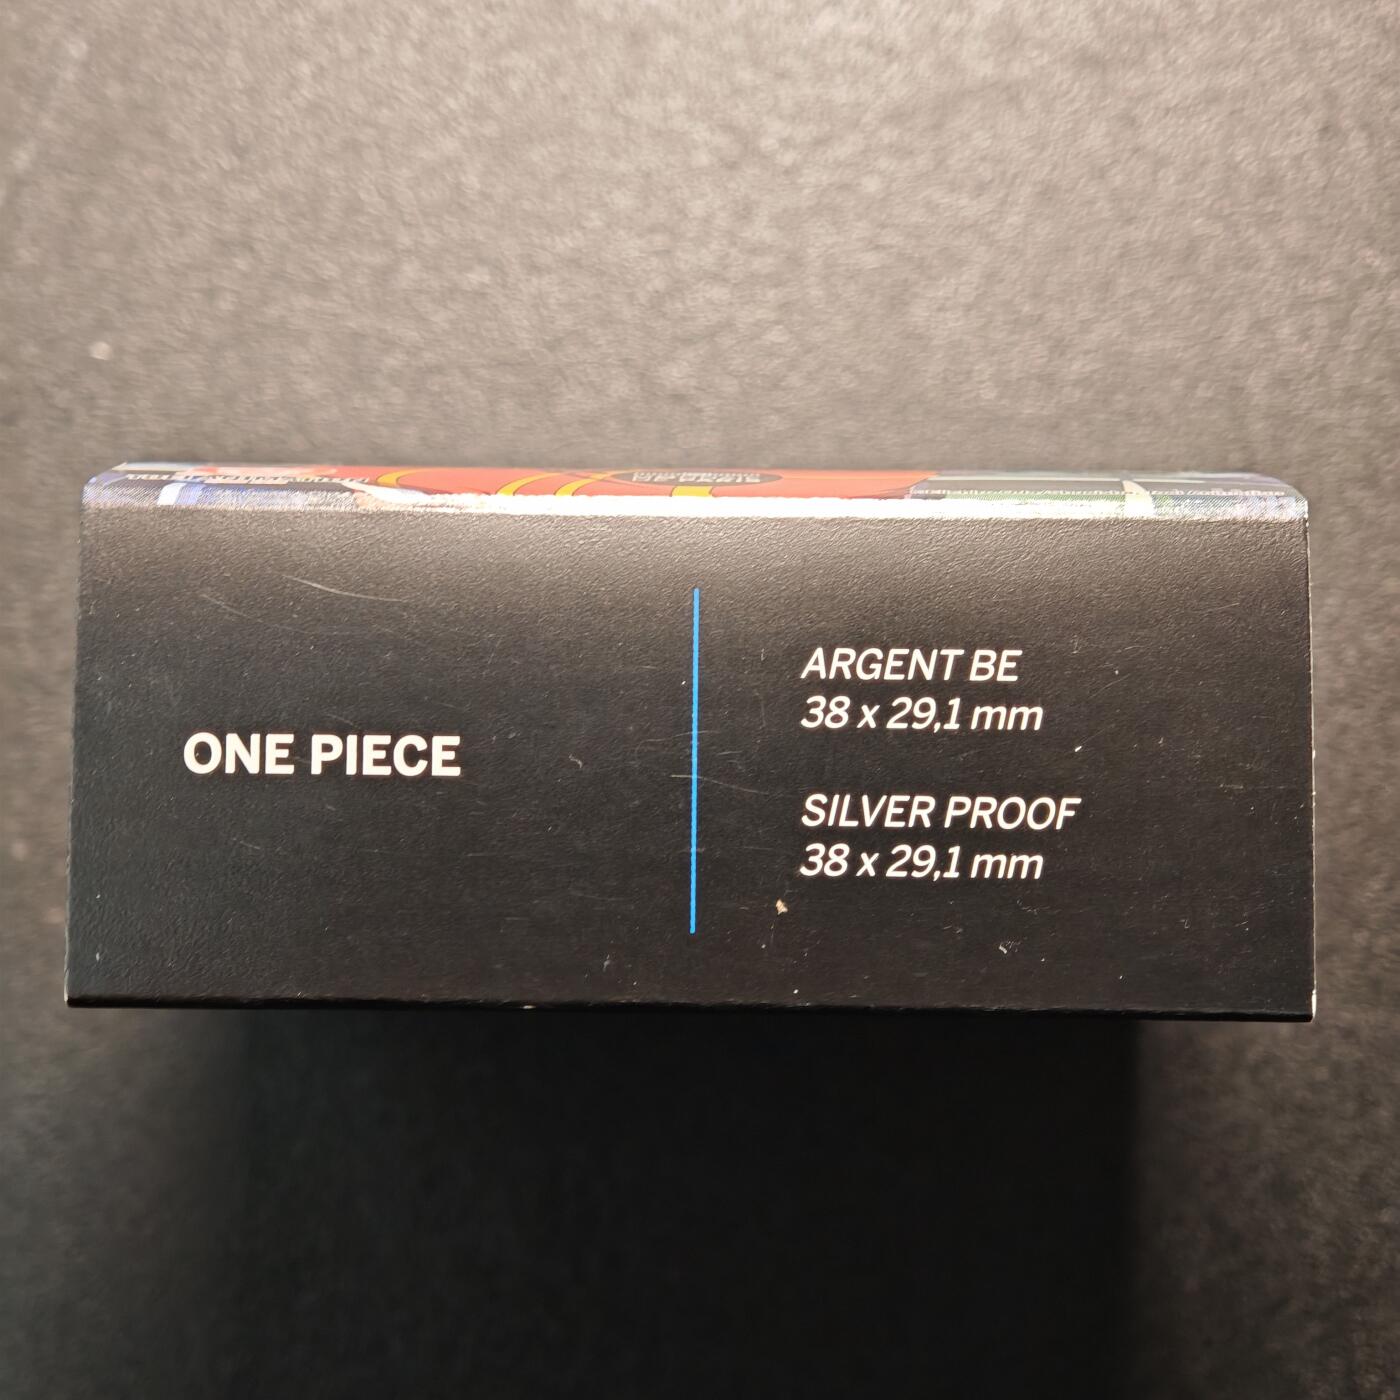 ONE PIECE
ARGENT BE
38 x 29,1 mm
SILVER PROOF
38 x 29,1 mm